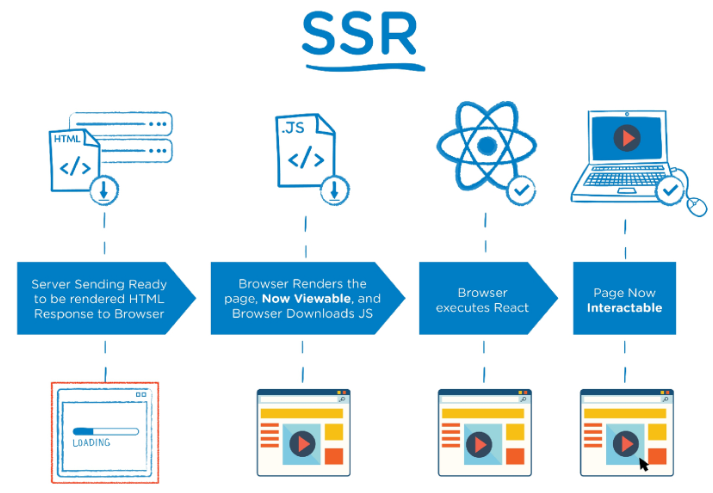 SSR
HTML
</>
.JS
</>
Server Sending Ready
to be rendered HTML
Response to Browser
Browser Renders the
page, Now Viewable, and
Browser Downloads JS
Browser
executes React
Page Now
Interactable
LOADING